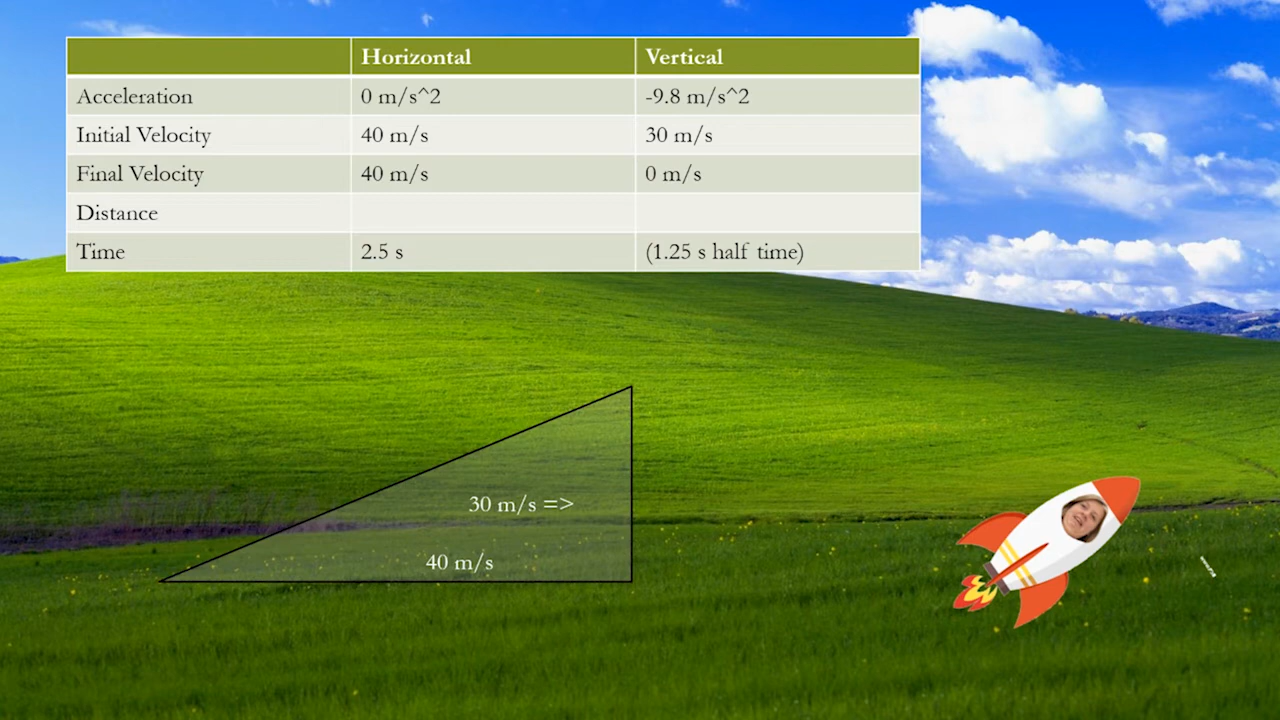 Horizontal Vertical
Acceleration 0 m/s^2 -9.8 m/s^2
Initial Velocity 40 m/s 30 m/s
Final Velocity 40 m/s 0 m/s
Distance
Time 2.5 s (1.25 s half time)
30 m/s =>
40 m/s